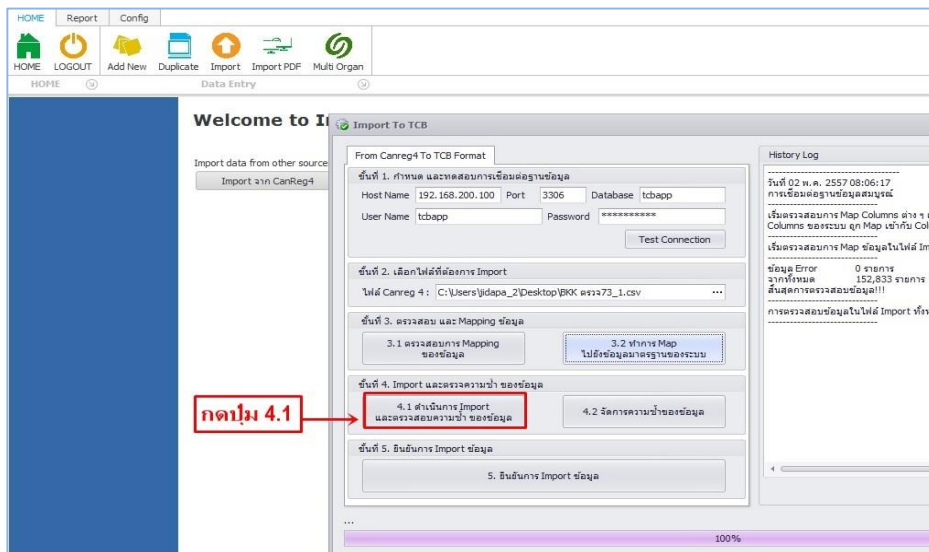 HOME Report Config
HOME LOGOUT Add New Duplicate Import Import PDF Multi Organ
HOME Data Entry
Welcome to I
Import data from other source
Import จาก CanReg4
Import To TCB
From Canreg4 To TCB Format
ขั้นที่ 1. กำหนด และทดสอบการเชื่อมต่อฐานข้อมูล
Host Name 192.168.200.100 Port 3306 Database tcbapp
User Name tcbapp Password **********
Test Connection
ขั้นที่ 2. เลือกไฟล์ที่ต้องการ Import
ไฟล์ Canreg 4 : C:\Users\jidapa_2\Desktop\BKK ตรวจ73_1.csv ...
ขั้นที่ 3. ตรวจสอบ และ Mapping ข้อมูล
3.1 ตรวจสอบการ Mapping
ของข้อมูล
3.2 ทำการ Map
ไปยังข้อมูลมาตรฐานของระบบ
ขั้นที่ 4. Import และตรวจความซ้ำ ของข้อมูล
กดปุ่ม 4.1
4.1 ดำเนินการ Import
และตรวจสอบความซ้ำ ของข้อมูล
4.2 จัดการความซ้ำของข้อมูล
ขั้นที่ 5. ยืนยันการ Import ข้อมูล
5. ยืนยันการ Import ข้อมูล
...
100%
History Log
วันที่ 02 พ.ค. 2557 08:06:17
การเชื่อมต่อฐานข้อมูลสมบูรณ์
เริ่มตรวจสอบการ Map Columns ต่าง ๆ
Columns ของระบบ ถูก Map เข้ากับ Col
เริ่มตรวจสอบการ Map ข้อมูลในไฟล์ Im
ข้อมูล Error 0 รายการ
จากทั้งหมด 152,833 รายการ
สิ้นสุดการตรวจสอบข้อมูล!!!
การตรวจสอบข้อมูลในไฟล์ Import ทั้งห